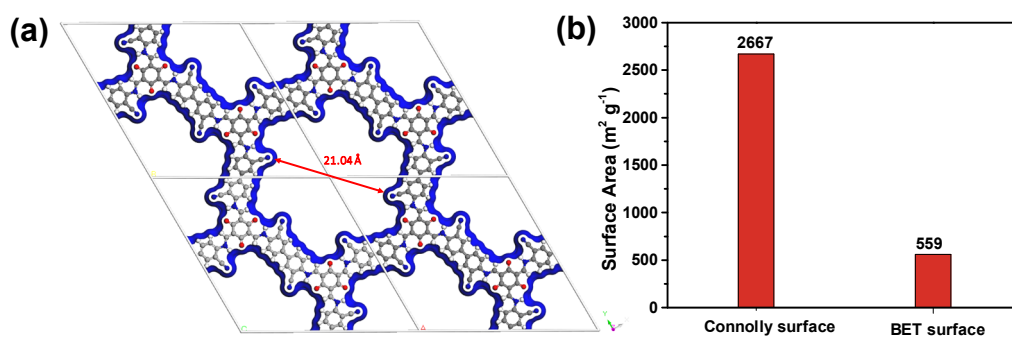 (a)
21.04Å
Y
(b)
Surface Area (m² g⁻¹)
3000
2500
2000
1500
1000
500
0
2667
559
Connolly surface
BET surface